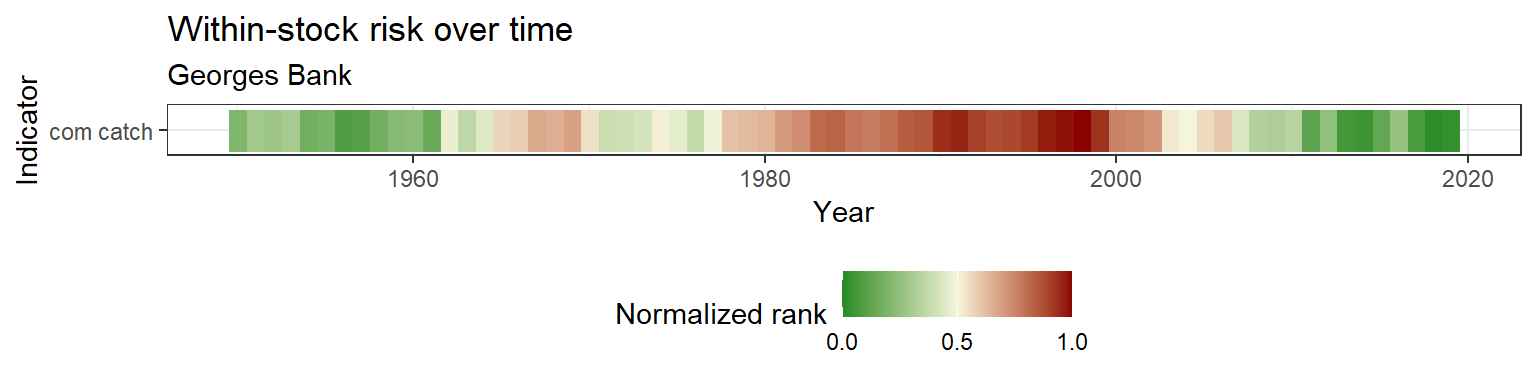 Within-stock risk over time
Georges Bank
Indicator
com catch
1960 1980 2000 2020
Year
Normalized rank
0.0 0.5 1.0